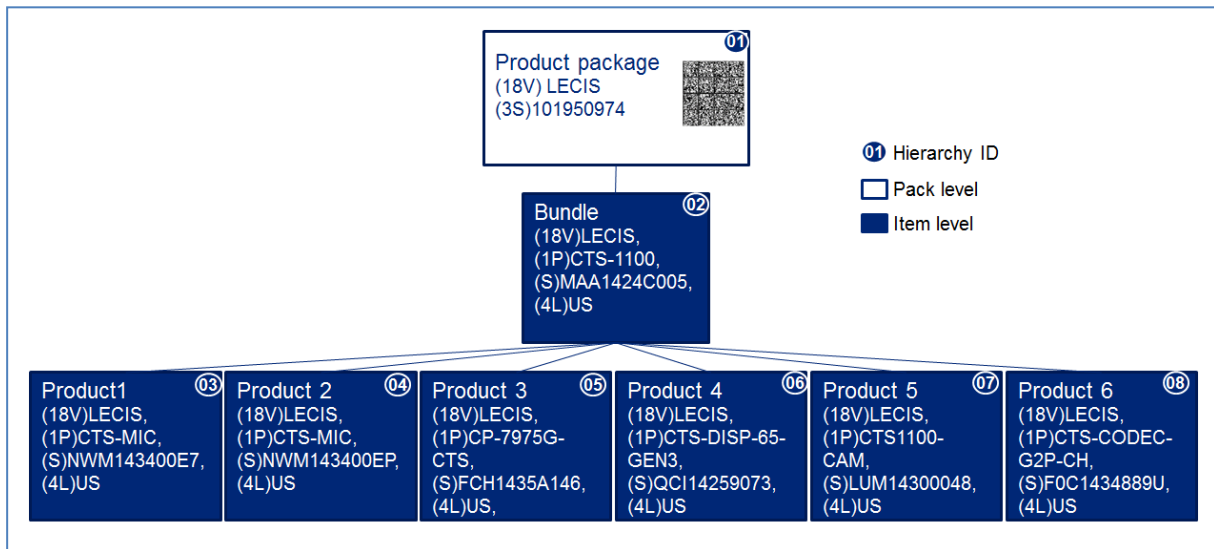 01
Product package
(18V) LECIS
(3S)101950974
01 Hierarchy ID
Pack level
Item level
02
Bundle
(18V)LECIS,
(1P)CTS-1100,
(S)MAA1424C005,
(4L)US
03
Product1
(18V)LECIS,
(1P)CTS-MIC,
(S)NWM143400E7,
(4L)US
04
Product 2
(18V)LECIS,
(1P)CTS-MIC,
(S)NWM143400EP,
(4L)US
05
Product 3
(18V)LECIS,
(1P)CP-7975G-
CTS,
(S)FCH1435A146,
(4L)US,
06
Product 4
(18V)LECIS,
(1P)CTS-DISP-65-
GEN3,
(S)QCI14259073,
(4L)US
07
Product 5
(18V)LECIS,
(1P)CTS1100-
CAM,
(S)LUM14300048,
(4L)US
08
Product 6
(18V)LECIS,
(1P)CTS-CODEC-
G2P-CH,
(S)F0C1434889U,
(4L)US